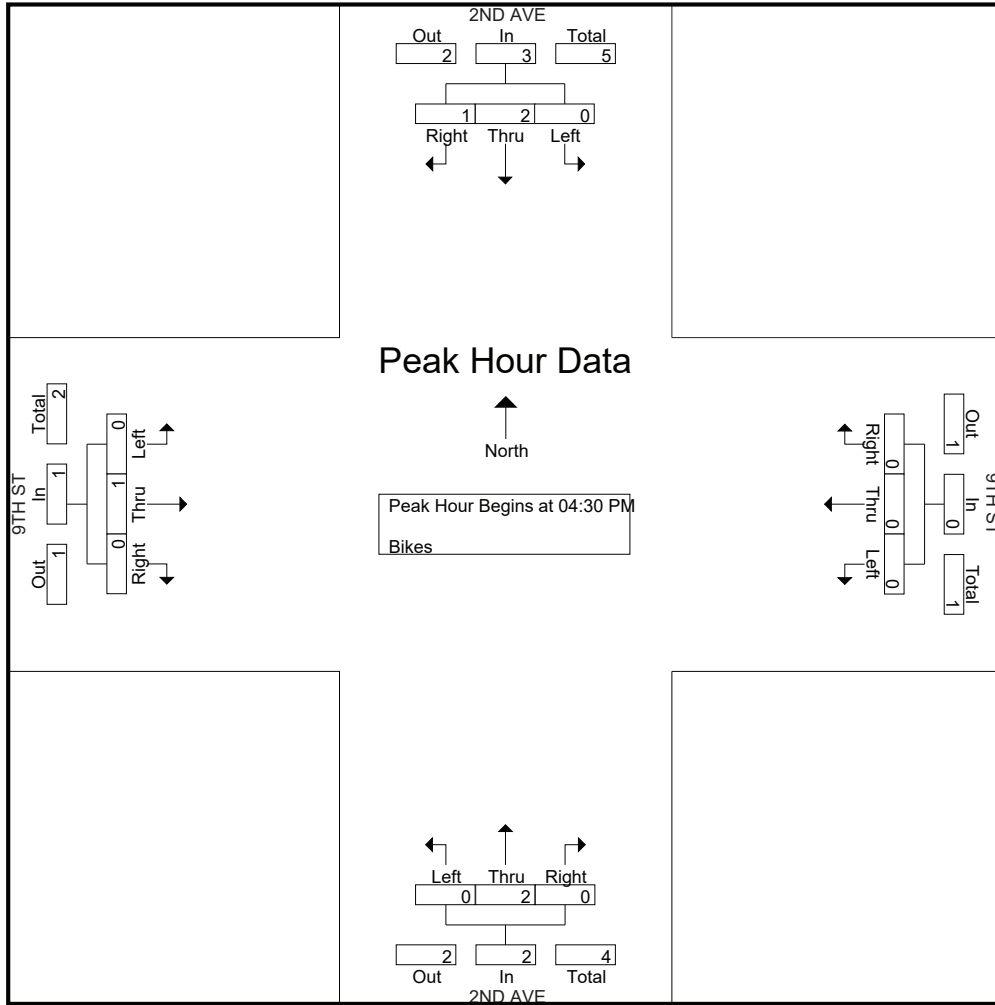 2ND AVE
Out In Total
2 3 5
1 2 0
Right Thru Left
Peak Hour Data
North
Peak Hour Begins at 04:30 PM
Bikes
9TH ST
Total In Out
2 1 1
0 1 0
Left Thru Right
Right Thru Left
0 0 0
Out In Total
1 0 1
9TH ST
Left Thru Right
0 2 0
2 2 4
Out In Total
2ND AVE